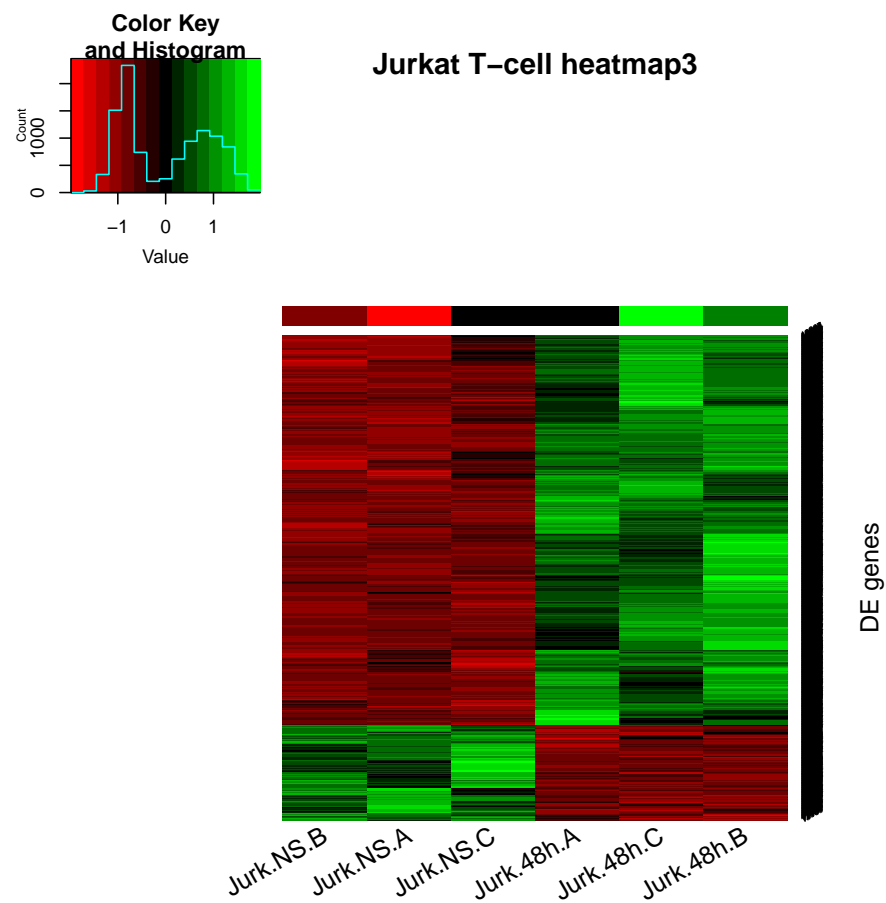 Color Key
and Histogram
Jurkat T−cell heatmap3
Count
0
1000
−1
0
1
Value
DE genes
Jurk.NS.B
Jurk.NS.A
Jurk.NS.C
Jurk.48h.A
Jurk.48h.C
Jurk.48h.B